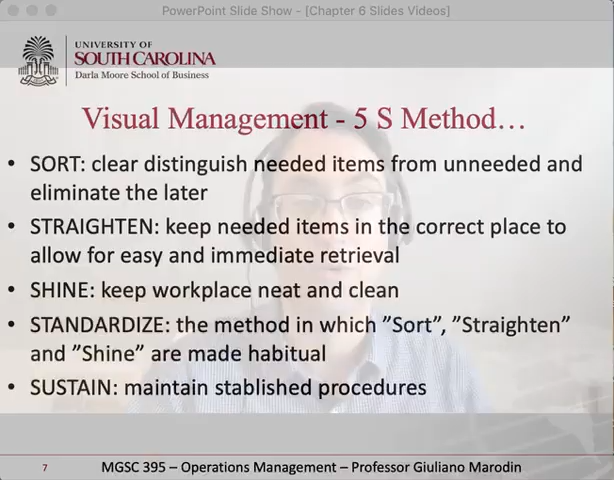 PowerPoint Slide Show - [Chapter 6 Slides Videos]
UNIVERSITY OF
SOUTH CAROLINA
Darla Moore School of Business
Visual Management - 5 S Method...
• SORT: clear distinguish needed items from unneeded and
eliminate the later
• STRAIGHTEN: keep needed items in the correct place to
allow for easy and immediate retrieval
• SHINE: keep workplace neat and clean
• STANDARDIZE: the method in which ”Sort”, ”Straighten”
and ”Shine” are made habitual
• SUSTAIN: maintain stablished procedures
7 MGSC 395 – Operations Management – Professor Giuliano Marodin